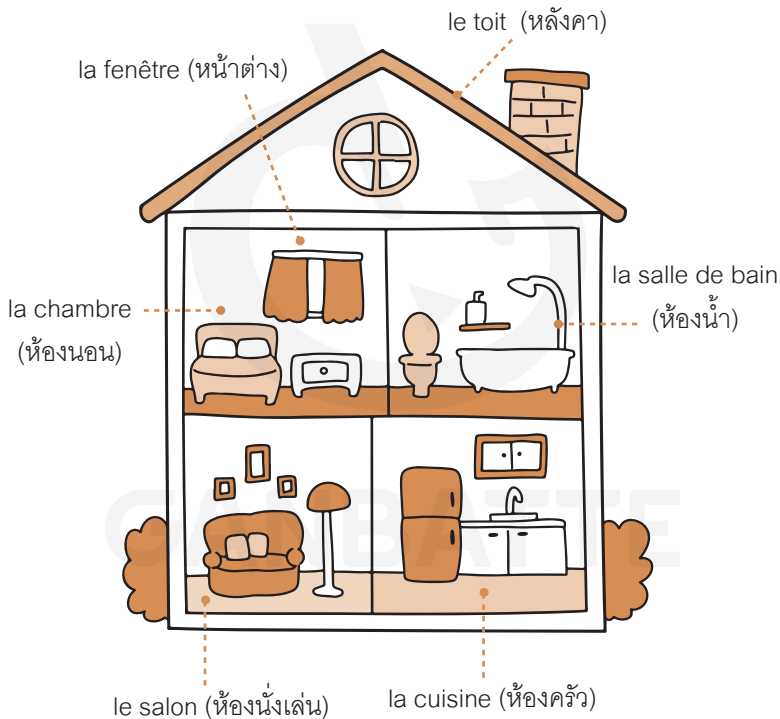 le toit (หลังคา)
la fenêtre (หน้าต่าง)
la salle de bain
(ห้องน้ำ)
la chambre
(ห้องนอน)
GANBATTE
la cuisine (ห้องครัว)
le salon (ห้องนั่งเล่น)